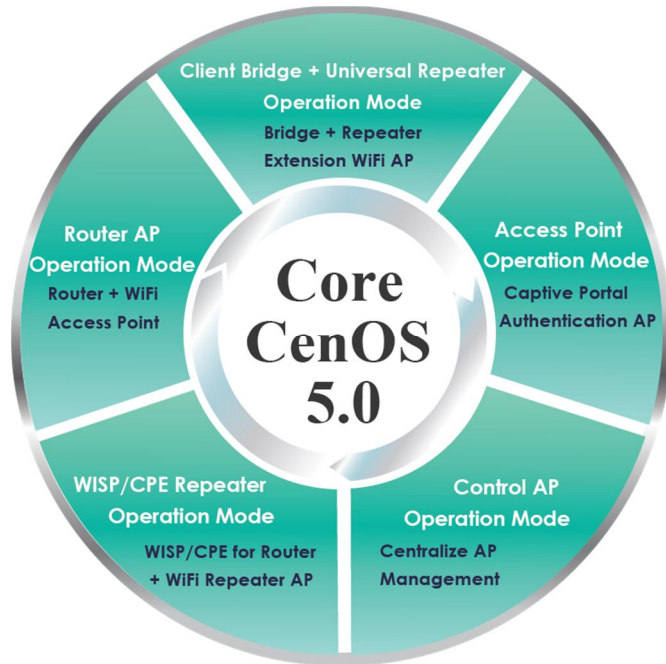 Client Bridge + Universal Repeater
Operation Mode
Bridge + Repeater
Extension WiFi AP
Router AP
Operation Mode
Router + WiFi
Access Point
Access Point
Operation Mode
Captive Portal
Authentication AP
Core
CenOS
5.0
WISP/CPE Repeater
Operation Mode
WISP/CPE for Router
+ WiFi Repeater AP
Control AP
Operation Mode
Centralize AP
Management